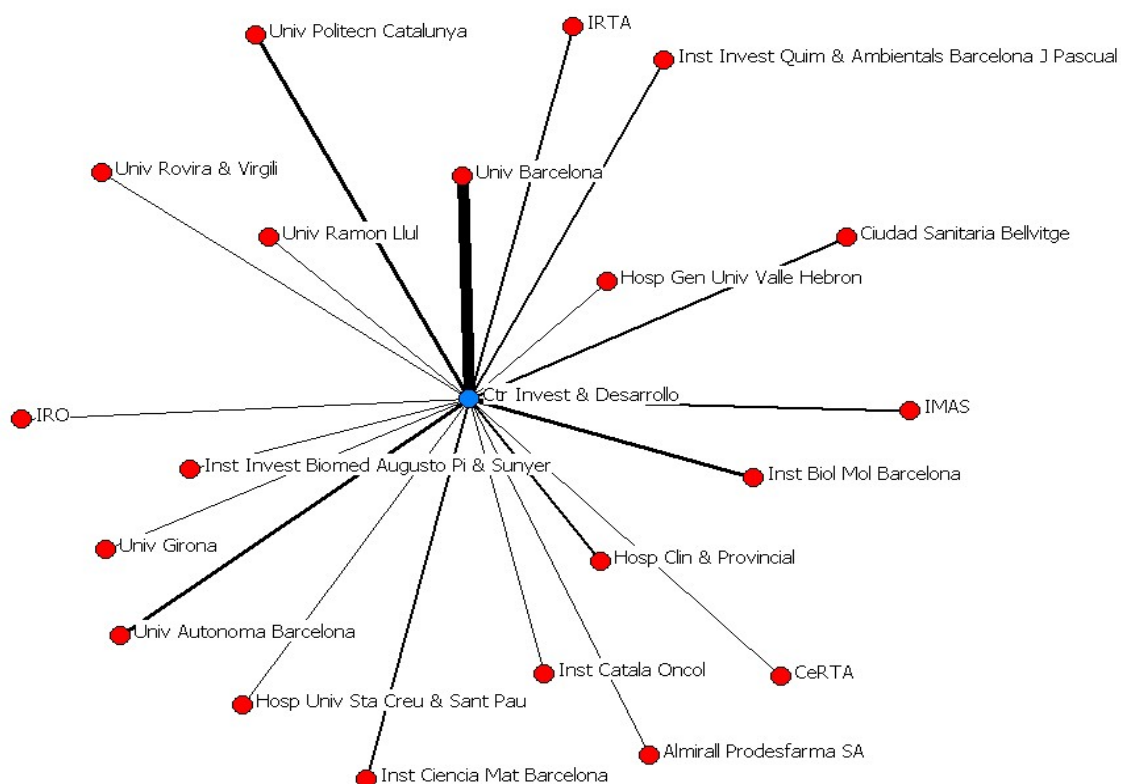 IRTA
Univ Politecn Catalunya
Inst Invest Quim & Ambientals Barcelona J Pascual
Univ Rovira & Virgili
Univ Barcelona
Univ Ramon Llul
Ciudad Sanitaria Bellvitge
Hosp Gen Univ Valle Hebron
Ctr Invest & Desarrollo
IRO
IMAS
Inst Invest Biomed Augusto Pi & Sunyer
Inst Biol Mol Barcelona
Univ Girona
Hosp Clin & Provincial
Univ Autonoma Barcelona
Inst Catala Oncol
CeRTA
Hosp Univ Sta Creu & Sant Pau
Almirall Prodesfarma SA
Inst Ciencia Mat Barcelona